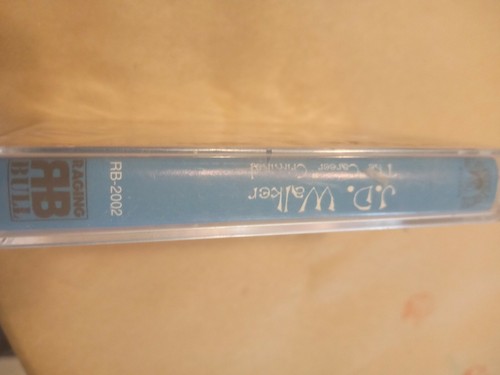 J.D. Walker
The Career Criminal
RB-2002
RAGING
RB
BULL